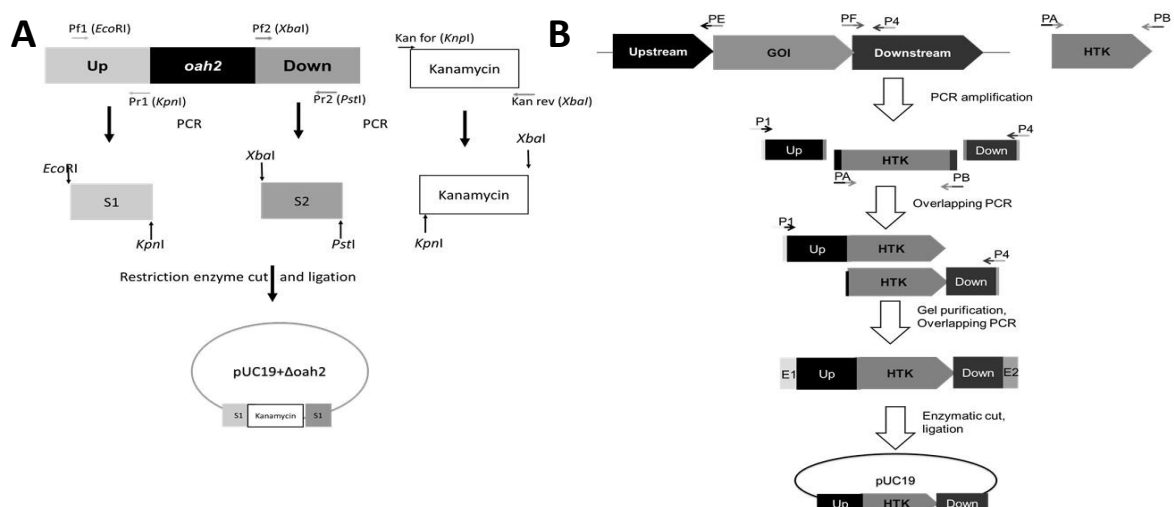 A
Pf1 (EcoRI)
Pf2 (XbaI)
Up
oah2
Down
Pr1 (KpnI)
Pr2 (PstI)
Kan for (KnpI)
Kanamycin
Kan rev (XbaI)
PCR
PCR
EcoRI
XbaI
XbaI
S1
S2
Kanamycin
KpnI
PstI
KpnI
Restriction enzyme cut and ligation
pUC19+Δoah2
S1
Kanamycin
S1
B
PE
PF
P4
PA
PB
Upstream
GOI
Downstream
HTK
PCR amplification
P1
P4
Up
HTK
Down
PA
PB
Overlapping PCR
P1
Up
HTK
P4
HTK
Down
Gel purification,
Overlapping PCR
E1
Up
HTK
Down
E2
Enzymatic cut,
ligation
pUC19
Up
HTK
Down